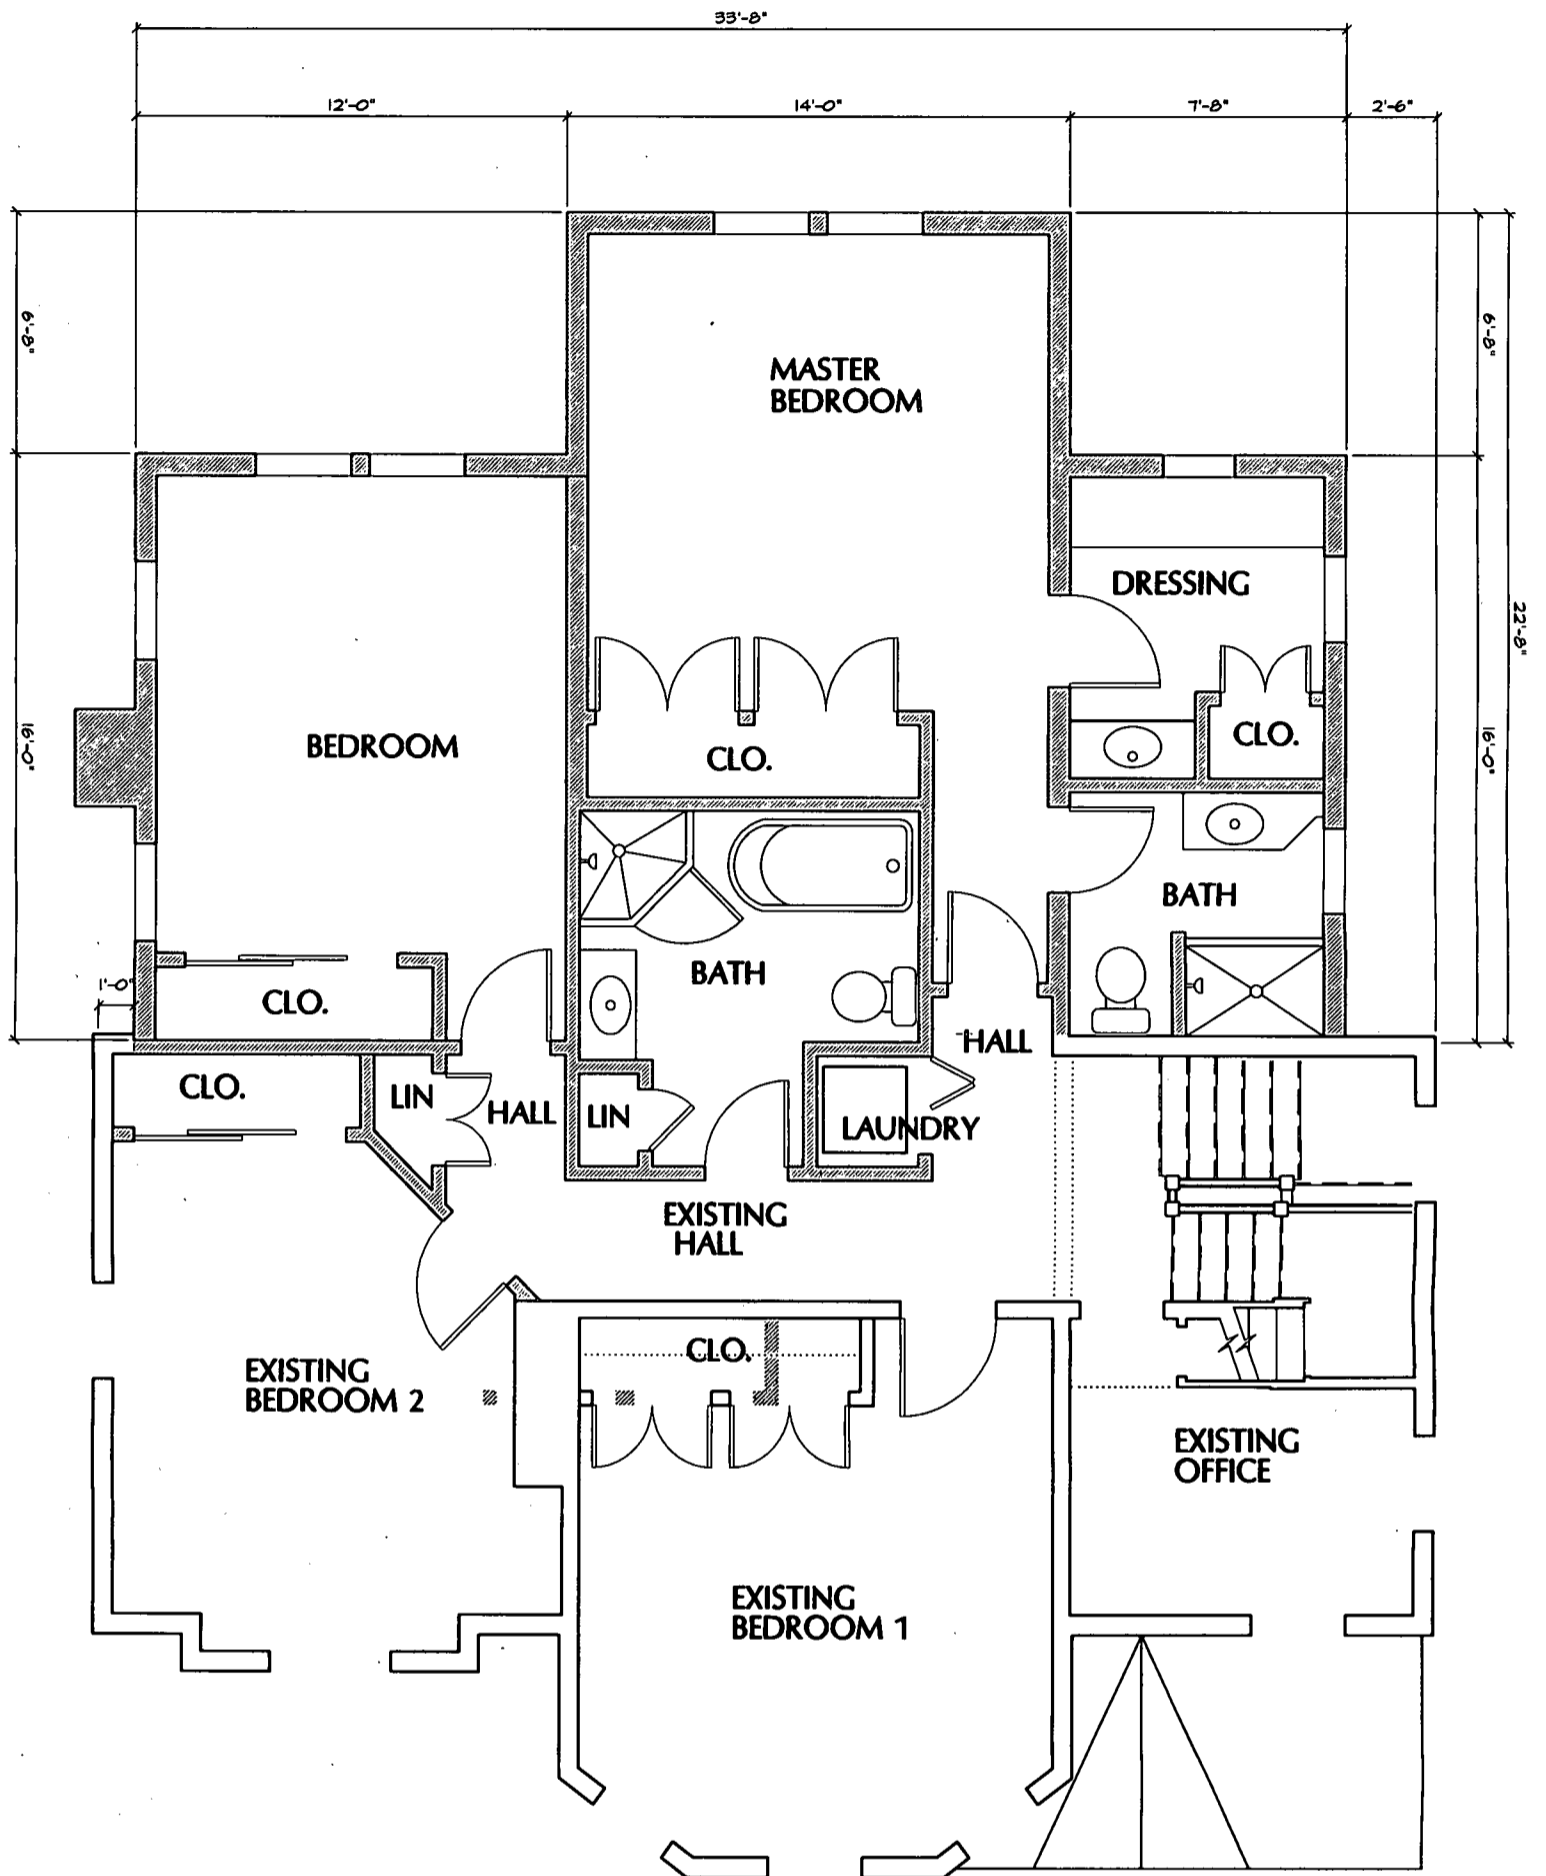 33'-8"
12'-0"
14'-0"
7'-8"
2'-6"
6'-8"
6'-8"
MASTER
BEDROOM
DRESSING
22'-8"
BEDROOM
CLO.
CLO.
16'-0"
16'-0"
BATH
BATH
1'-0"
CLO.
HALL
CLO.
LIN
HALL
LIN
LAUNDRY
EXISTING
HALL
CLO.
EXISTING
BEDROOM 2
EXISTING
OFFICE
EXISTING
BEDROOM 1